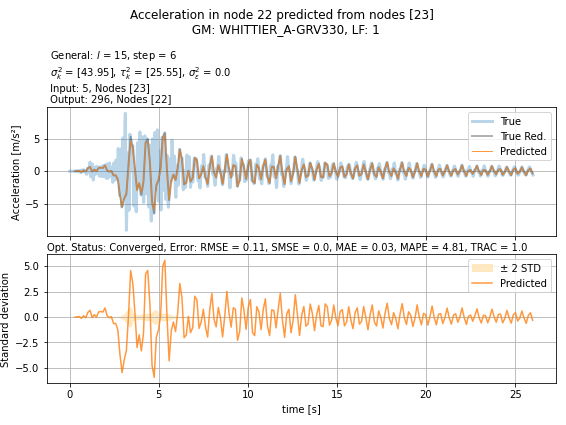 Acceleration in node 22 predicted from nodes [23]
GM: WHITTIER_A-GRV330, LF: 1
General: l = 15, step = 6
σ_k² = [43.95], τ_k² = [25.55], σ_ε² = 0.0
Input: 5, Nodes [23]
Output: 296, Nodes [22]
Acceleration [m/s²]
5
0
−5
True
True Red.
Predicted
Opt. Status: Converged, Error: RMSE = 0.11, SMSE = 0.0, MAE = 0.03, MAPE = 4.81, TRAC = 1.0
Standard deviation
5.0
2.5
0.0
−2.5
−5.0
± 2 STD
Predicted
0 5 10 15 20 25
time [s]